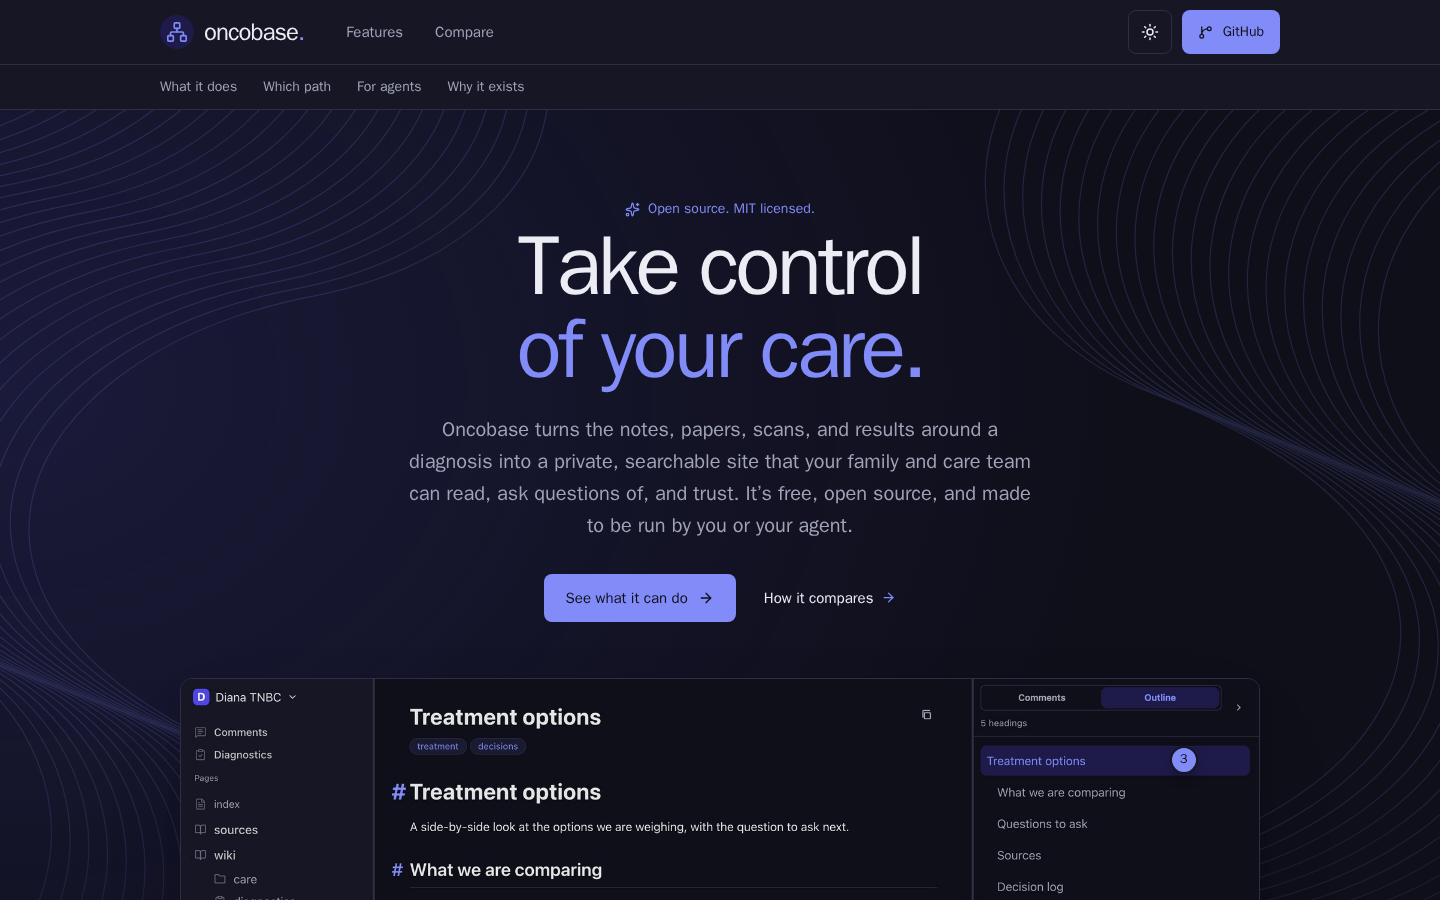 oncobase.
Features
Compare
GitHub
What it does
Which path
For agents
Why it exists
Open source. MIT licensed.
Take control
of your care.
Oncobase turns the notes, papers, scans, and results around a
diagnosis into a private, searchable site that your family and care team
can read, ask questions of, and trust. It’s free, open source, and made
to be run by you or your agent.
See what it can do
How it compares
D Diana TNBC
Comments
Diagnostics
Pages
index
sources
wiki
care
Treatment options
treatment
decisions
# Treatment options
A side-by-side look at the options we are weighing, with the question to ask next.
# What we are comparing
Comments
Outline
5 headings
Treatment options
3
What we are comparing
Questions to ask
Sources
Decision log